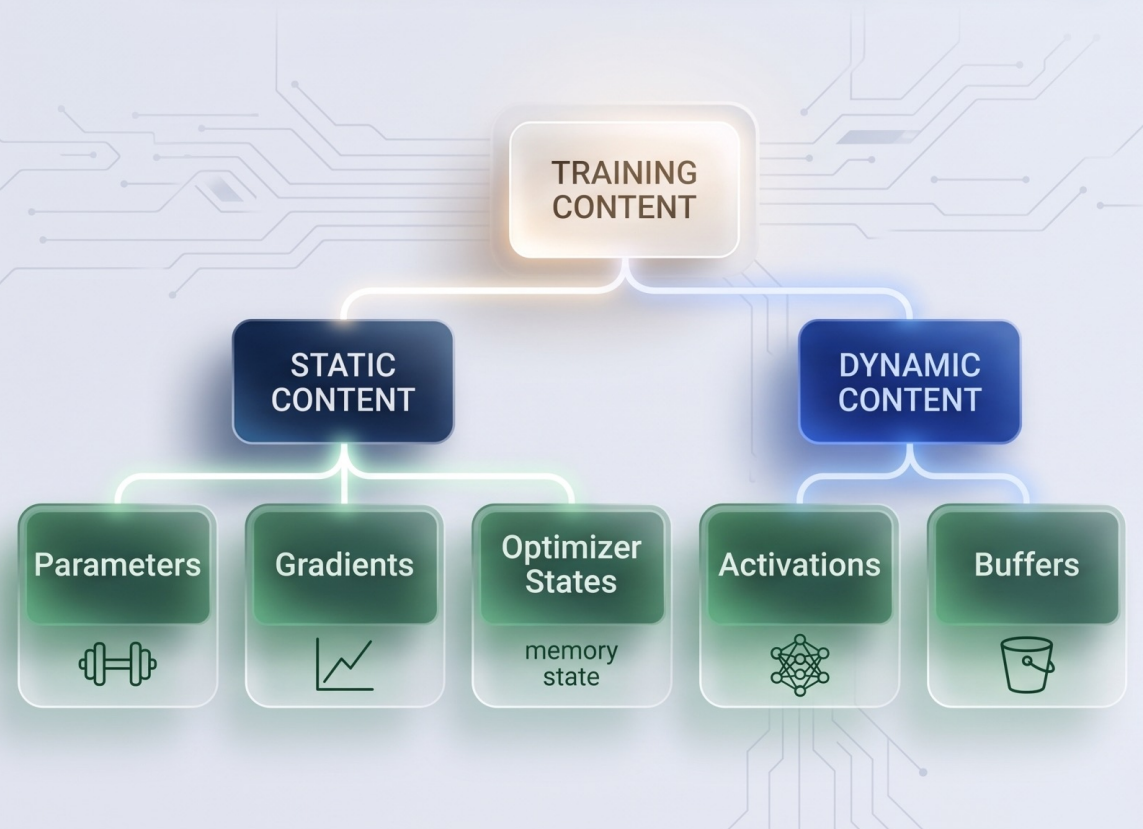 TRAINING
CONTENT
STATIC
CONTENT
DYNAMIC
CONTENT
Parameters
Gradients
Optimizer
States
Activations
Buffers
memory
state